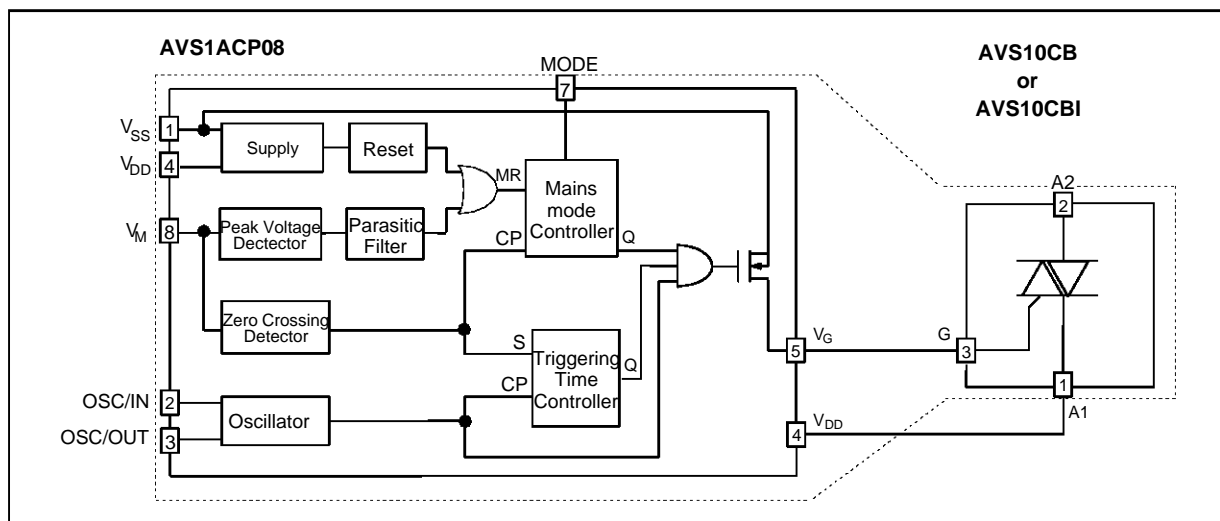 AVS1ACP08
AVS10CB
or
AVS10CBI
MODE
7
VSS
1
VDD
4
Supply
Reset
MR
Mains
mode
Controller
CP
Q
VM
8
Peak Voltage
Dectector
Parasitic
Filter
Zero Crossing
Detector
S
CP
Triggering
Time
Controller
Q
OSC/IN
2
OSC/OUT
3
Oscillator
5
VG
4
VDD
A2
2
G
3
1
A1